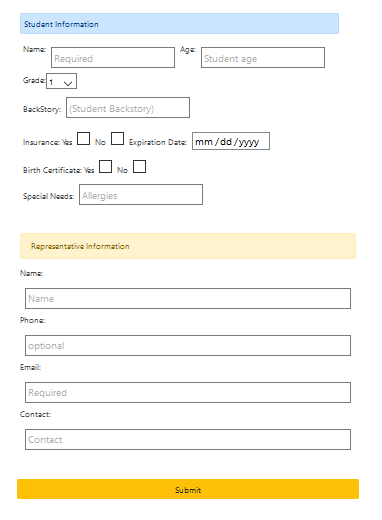 Student Information
Name: Required Age: Student age
Grade: 1
BackStory: (Student Backstory)
Insurance: Yes No Expiration Date: mm/dd/yyyy
Birth Certificate: Yes No
Special Needs: Allergies
Representative Information
Name:
Name
Phone:
optional
Email:
Required
Contact:
Contact
Submit